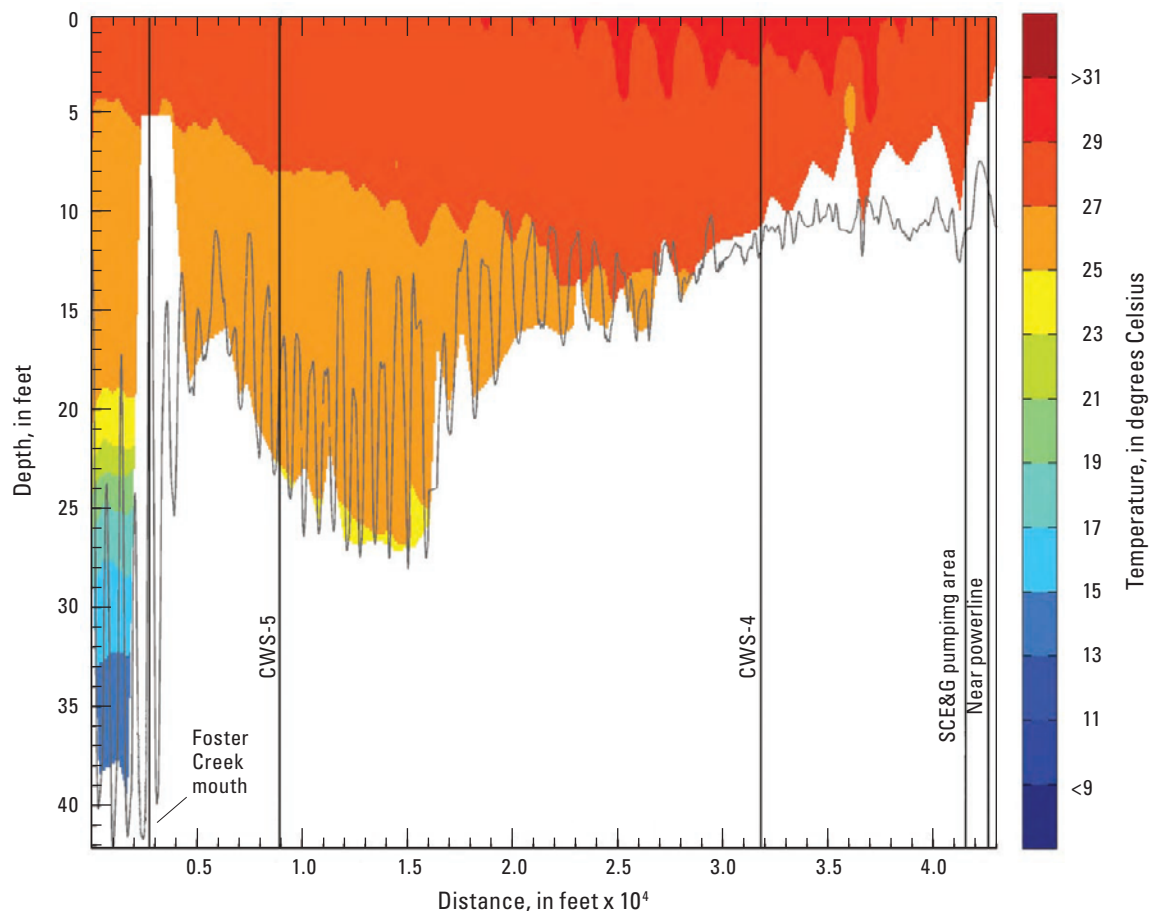 0
5
10
15
20
25
30
35
40
Depth, in feet
0.5
1.0
1.5
2.0
2.5
3.0
3.5
4.0
Distance, in feet x 10⁴
Foster
Creek
mouth
CWS-5
CWS-4
SCE&G pumpimg area
Near powerline
>31
29
27
25
23
21
19
17
15
13
11
<9
Temperature, in degrees Celsius